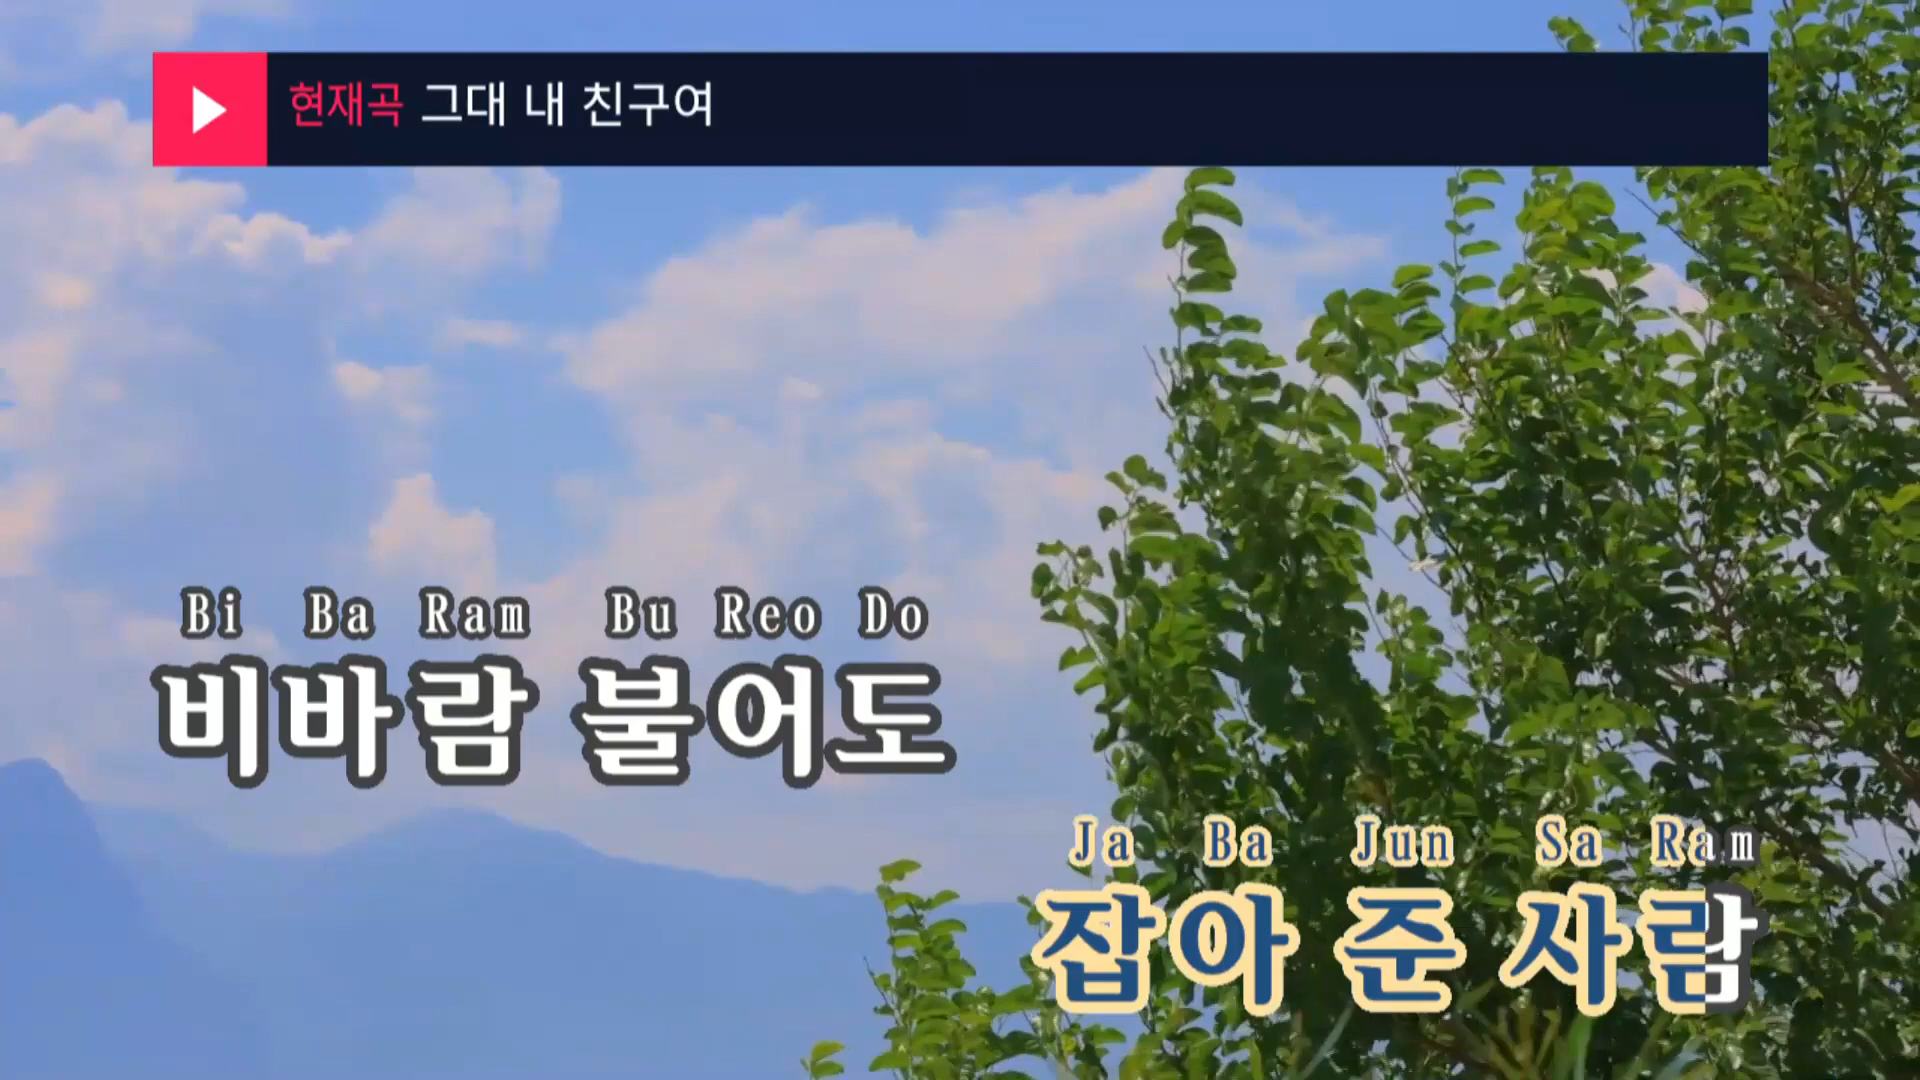 현재곡 그대 내 친구여
Bi Ba Ram Bu Reo Do
비바람 불어도
Ja Ba Jun Sa Ram
잡아 준 사람